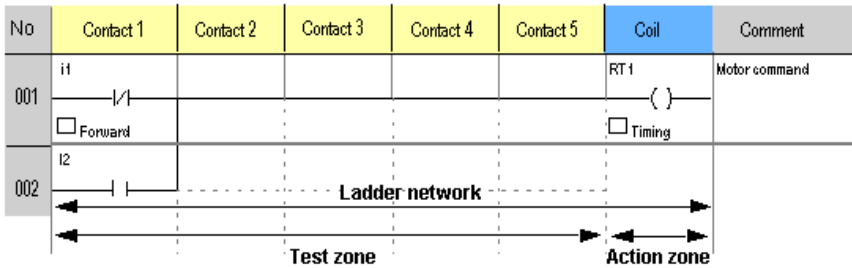 No Contact 1 Contact 2 Contact 3 Contact 4 Contact 5 Coil Comment
i1 RT1 Motor command
001
Forward Timing
I2
002
Ladder network
Test zone Action zone